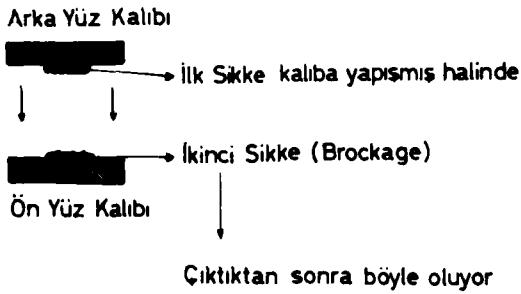 Arka Yüz Kalıbı
İlk Sikke kalıba yapışmış halinde
İkinci Sikke (Brockage)
Ön Yüz Kalıbı
Çıktıktan sonra böyle oluyor